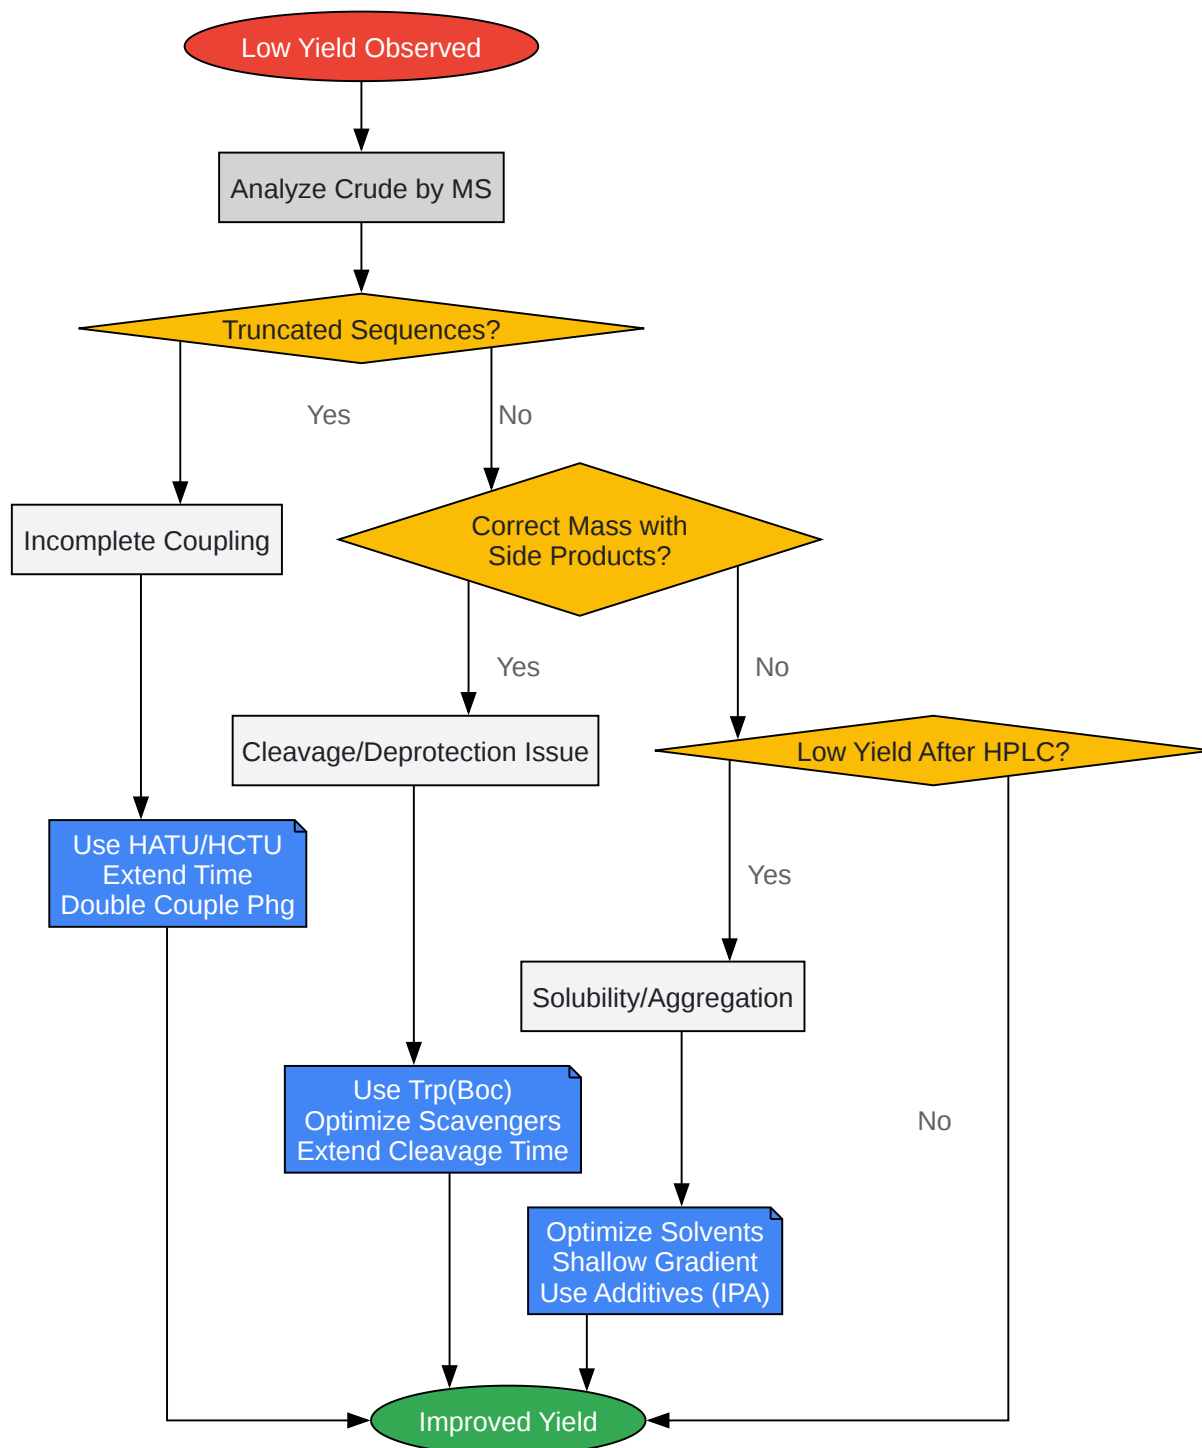 Low Yield Observed
Analyze Crude by MS
Truncated Sequences?
Yes
No
Correct Mass with
Side Products?
Incomplete Coupling
Yes
No
Cleavage/Deprotection Issue
Low Yield After HPLC?
Use HATU/HCTU
Extend Time
Double Couple Phg
Yes
Solubility/Aggregation
Use Trp(Boc)
Optimize Scavengers
Extend Cleavage Time
No
Optimize Solvents
Shallow Gradient
Use Additives (IPA)
Improved Yield